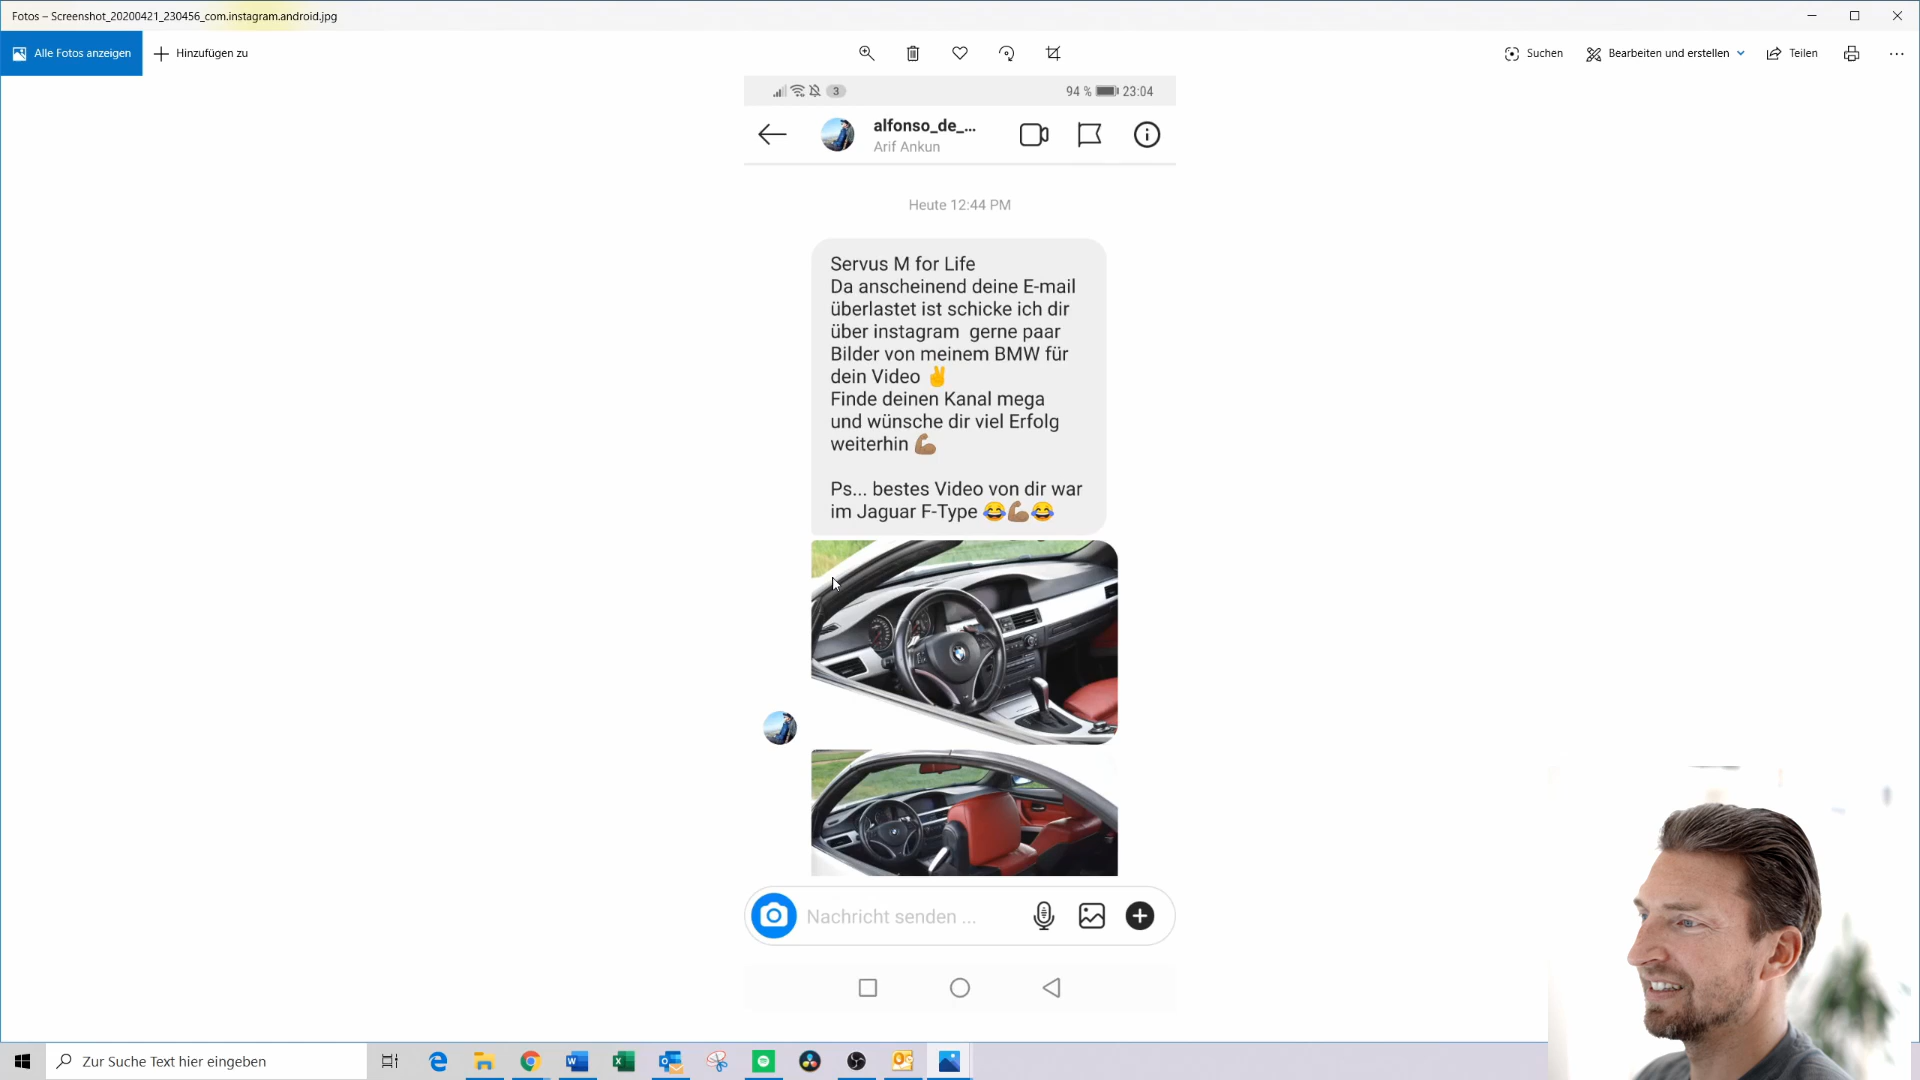 Fotos – Screenshot_20200421_230456_com.instagram.android.jpg
Alle Fotos anzeigen
Hinzufügen zu
Suchen
Bearbeiten und erstellen
Teilen
3
94 %
23:04
alfonso_de_...
Arif Ankun
Heute 12:44 PM
Servus M for Life
Da anscheinend deine E-mail
überlastet ist schicke ich dir
über instagram gerne paar
Bilder von meinem BMW für
dein Video ✌
Finde deinen Kanal mega
und wünsche dir viel Erfolg
weiterhin 💪🏽
Ps... bestes Video von dir war
im Jaguar F-Type 😂💪🏽😂
Nachricht senden ...
Zur Suche Text hier eingeben